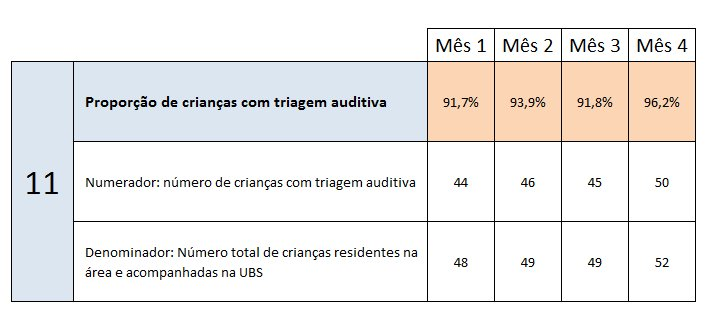 Mês 1 Mês 2 Mês 3 Mês 4
11
Proporção de crianças com triagem auditiva 91,7% 93,9% 91,8% 96,2%
Numerador: número de crianças com triagem auditiva 44 46 45 50
Denominador: Número total de crianças residentes na
área e acompanhadas na UBS 48 49 49 52